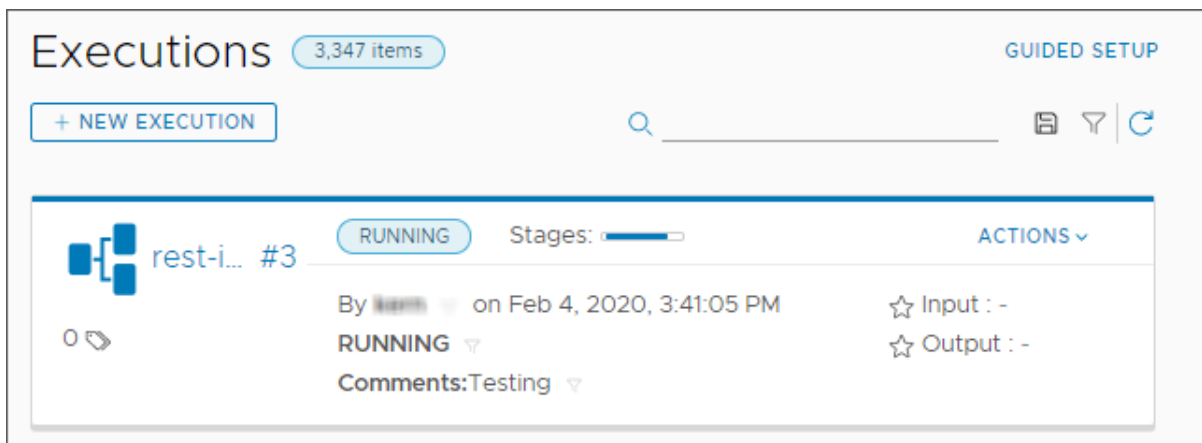 Executions 3,347 items GUIDED SETUP
+ NEW EXECUTION
rest-i... #3 RUNNING Stages: ACTIONS
By on Feb 4, 2020, 3:41:05 PM Input : -
0 RUNNING Output : -
Comments:Testing